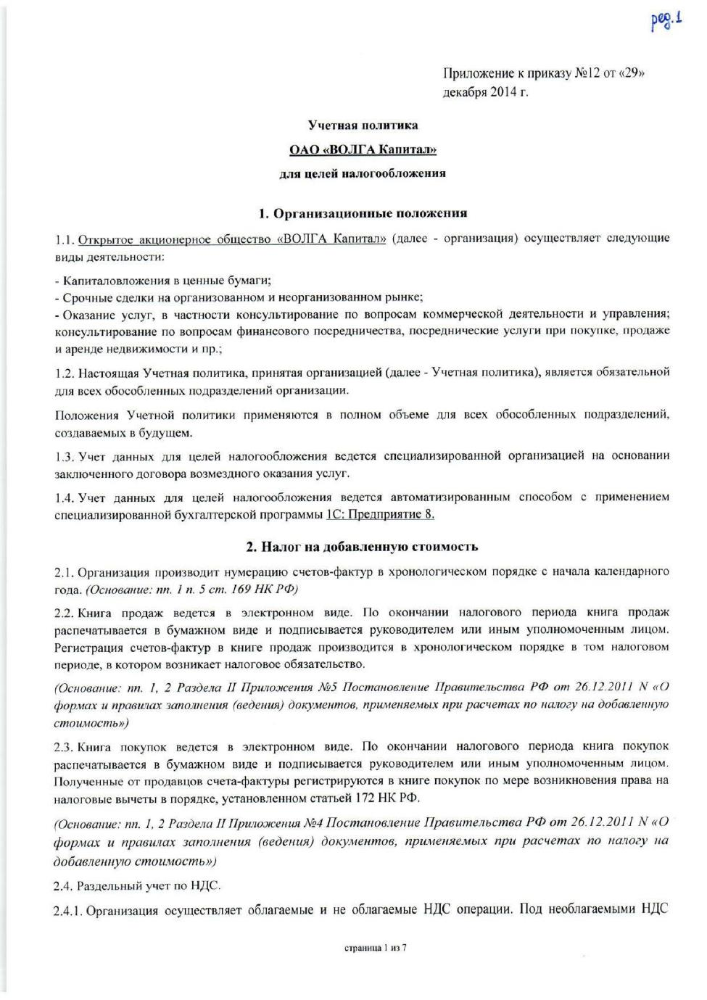 ред.1
Приложение к приказу №12 от «29»
декабря 2014 г.
Учетная политика
ОАО «ВОЛГА Капитал»
для целей налогообложения
1. Организационные положения
1.1. Открытое акционерное общество «ВОЛГА Капитал» (далее - организация) осуществляет следующие
виды деятельности:
- Капиталовложения в ценные бумаги;
- Срочные сделки на организованном и неорганизованном рынке;
- Оказание услуг, в частности консультирование по вопросам коммерческой деятельности и управления;
консультирование по вопросам финансового посредничества, посреднические услуги при покупке, продаже
и аренде недвижимости и пр.;
1.2. Настоящая Учетная политика, принятая организацией (далее - Учетная политика), является обязательной
для всех обособленных подразделений организации.
Положения Учетной политики применяются в полном объеме для всех обособленных подразделений,
создаваемых в будущем.
1.3. Учет данных для целей налогообложения ведется специализированной организацией на основании
заключенного договора возмездного оказания услуг.
1.4. Учет данных для целей налогообложения ведется автоматизированным способом с применением
специализированной бухгалтерской программы 1С: Предприятие 8.
2. Налог на добавленную стоимость
2.1. Организация производит нумерацию счетов-фактур в хронологическом порядке с начала календарного
года. (Основание: пп. 1 п. 5 ст. 169 НК РФ)
2.2. Книга продаж ведется в электронном виде. По окончании налогового периода книга продаж
распечатывается в бумажном виде и подписывается руководителем или иным уполномоченным лицом.
Регистрация счетов-фактур в книге продаж производится в хронологическом порядке в том налоговом
периоде, в котором возникает налоговое обязательство.
(Основание: пп. 1, 2 Раздела II Приложения №5 Постановление Правительства РФ от 26.12.2011 N «О
формах и правилах заполнения (ведения) документов, применяемых при расчетах по налогу на добавленную
стоимость»)
2.3. Книга покупок ведется в электронном виде. По окончании налогового периода книга покупок
распечатывается в бумажном виде и подписывается руководителем или иным уполномоченным лицом.
Полученные от продавцов счета-фактуры регистрируются в книге покупок по мере возникновения права на
налоговые вычеты в порядке, установленном статьей 172 НК РФ.
(Основание: пп. 1, 2 Раздела II Приложения №4 Постановление Правительства РФ от 26.12.2011 N «О
формах и правилах заполнения (ведения) документов, применяемых при расчетах по налогу на
добавленную стоимость»)
2.4. Раздельный учет по НДС.
2.4.1. Организация осуществляет облагаемые и не облагаемые НДС операции. Под необлагаемыми НДС
страница 1 из 7